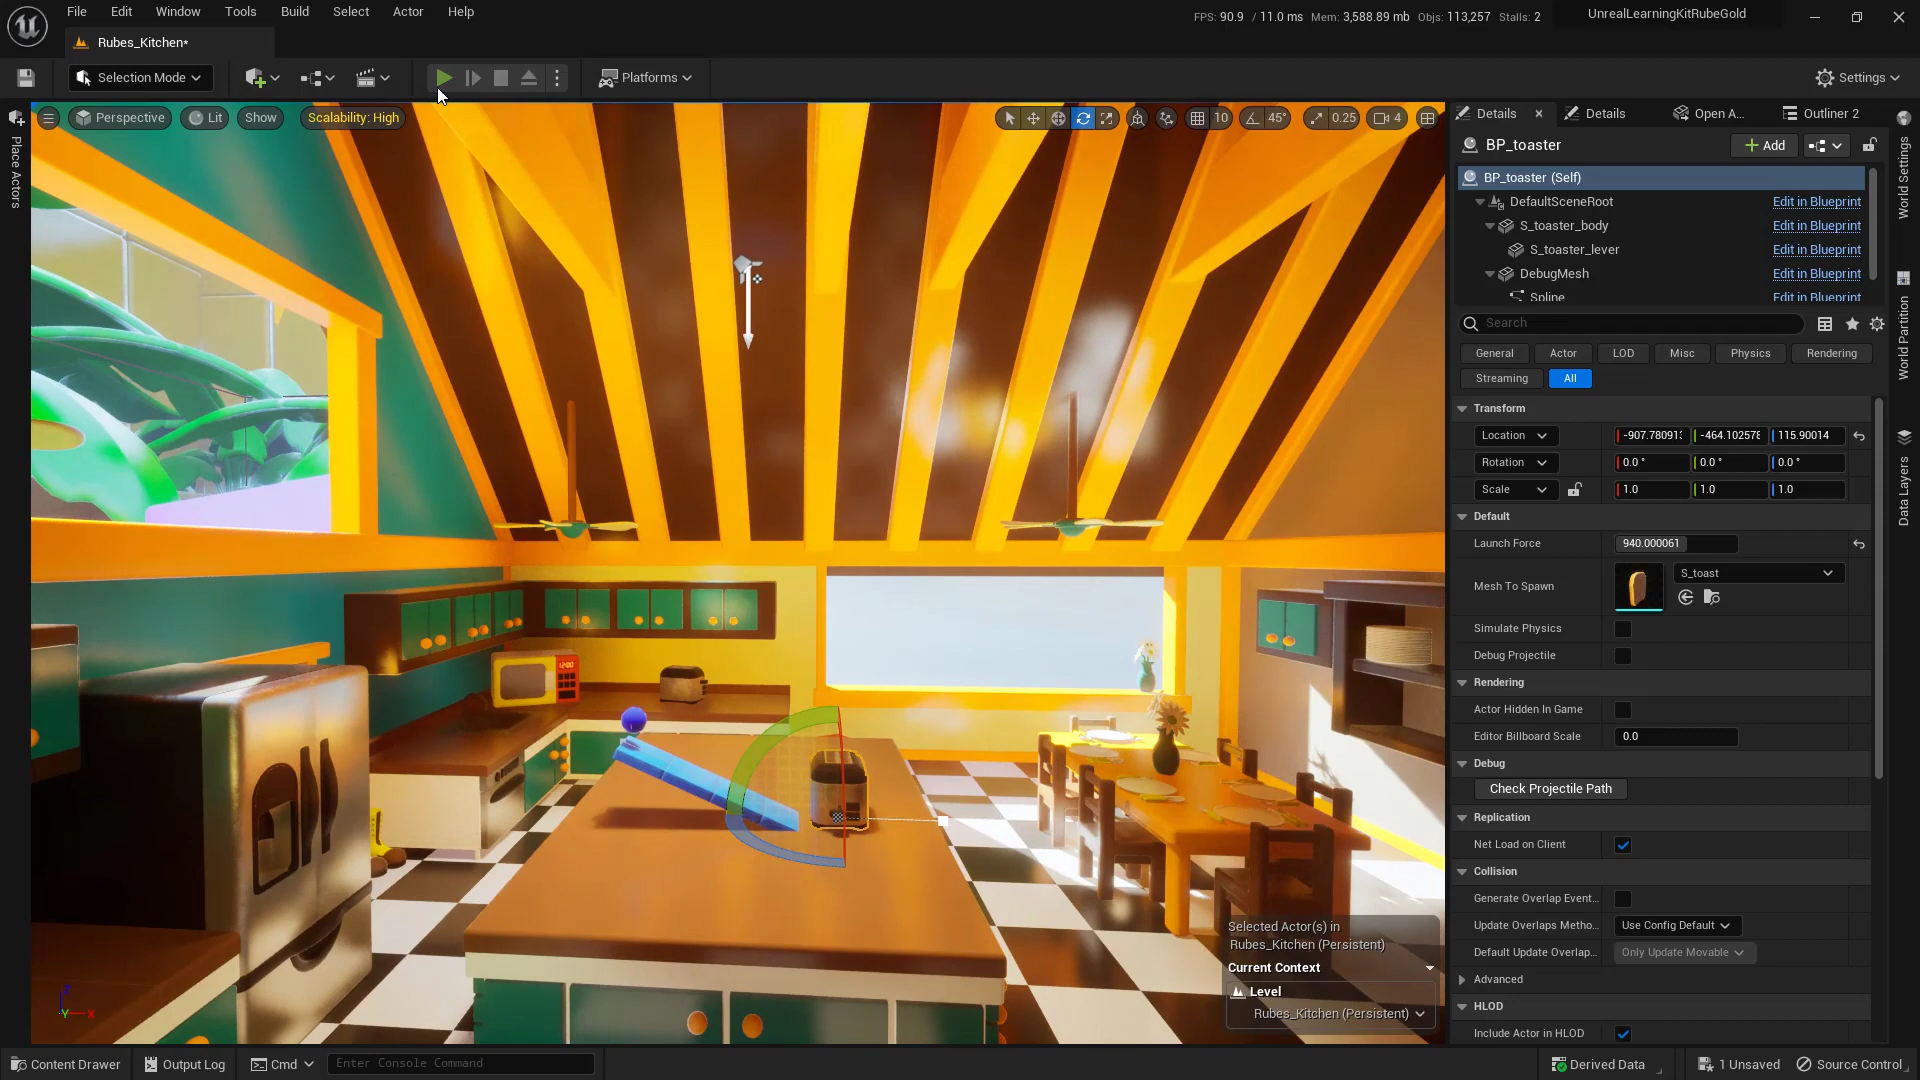 File Edit Window Tools Build Select Actor Help
FPS: 90.9 / 11.0 ms Mem: 3,588.89 mb Objs: 113,257 Stalls: 2
UnrealLearningKitRubeGold
Rubes_Kitchen*
Selection Mode
Platforms
Settings
Place Actors
Perspective
Lit
Show
Scalability: High
10
45°
0.25
4
12:00
Selected Actor(s) in
Rubes_Kitchen (Persistent)
Current Context
Level
Rubes_Kitchen (Persistent)
Z
Y X
Details
Details
Open A...
Outliner 2
BP_toaster
Add
BP_toaster (Self)
DefaultSceneRoot Edit in Blueprint
S_toaster_body Edit in Blueprint
S_toaster_lever Edit in Blueprint
DebugMesh Edit in Blueprint
Spline Edit in Blueprint
Search
General Actor LOD Misc Physics Rendering
Streaming All
Transform
Location -907.780913 -464.102578 115.90014
Rotation 0.0 ° 0.0 ° 0.0 °
Scale 1.0 1.0 1.0
Default
Launch Force 940.000061
Mesh To Spawn S_toast
Simulate Physics
Debug Projectile
Rendering
Actor Hidden In Game
Editor Billboard Scale 0.0
Debug
Check Projectile Path
Replication
Net Load on Client
Collision
Generate Overlap Event...
Update Overlaps Metho... Use Config Default
Default Update Overlap... Only Update Movable
Advanced
HLOD
Include Actor in HLOD
World Settings
World Partition
Data Layers
Content Drawer
Output Log
Cmd
Enter Console Command
Derived Data
1 Unsaved
Source Control